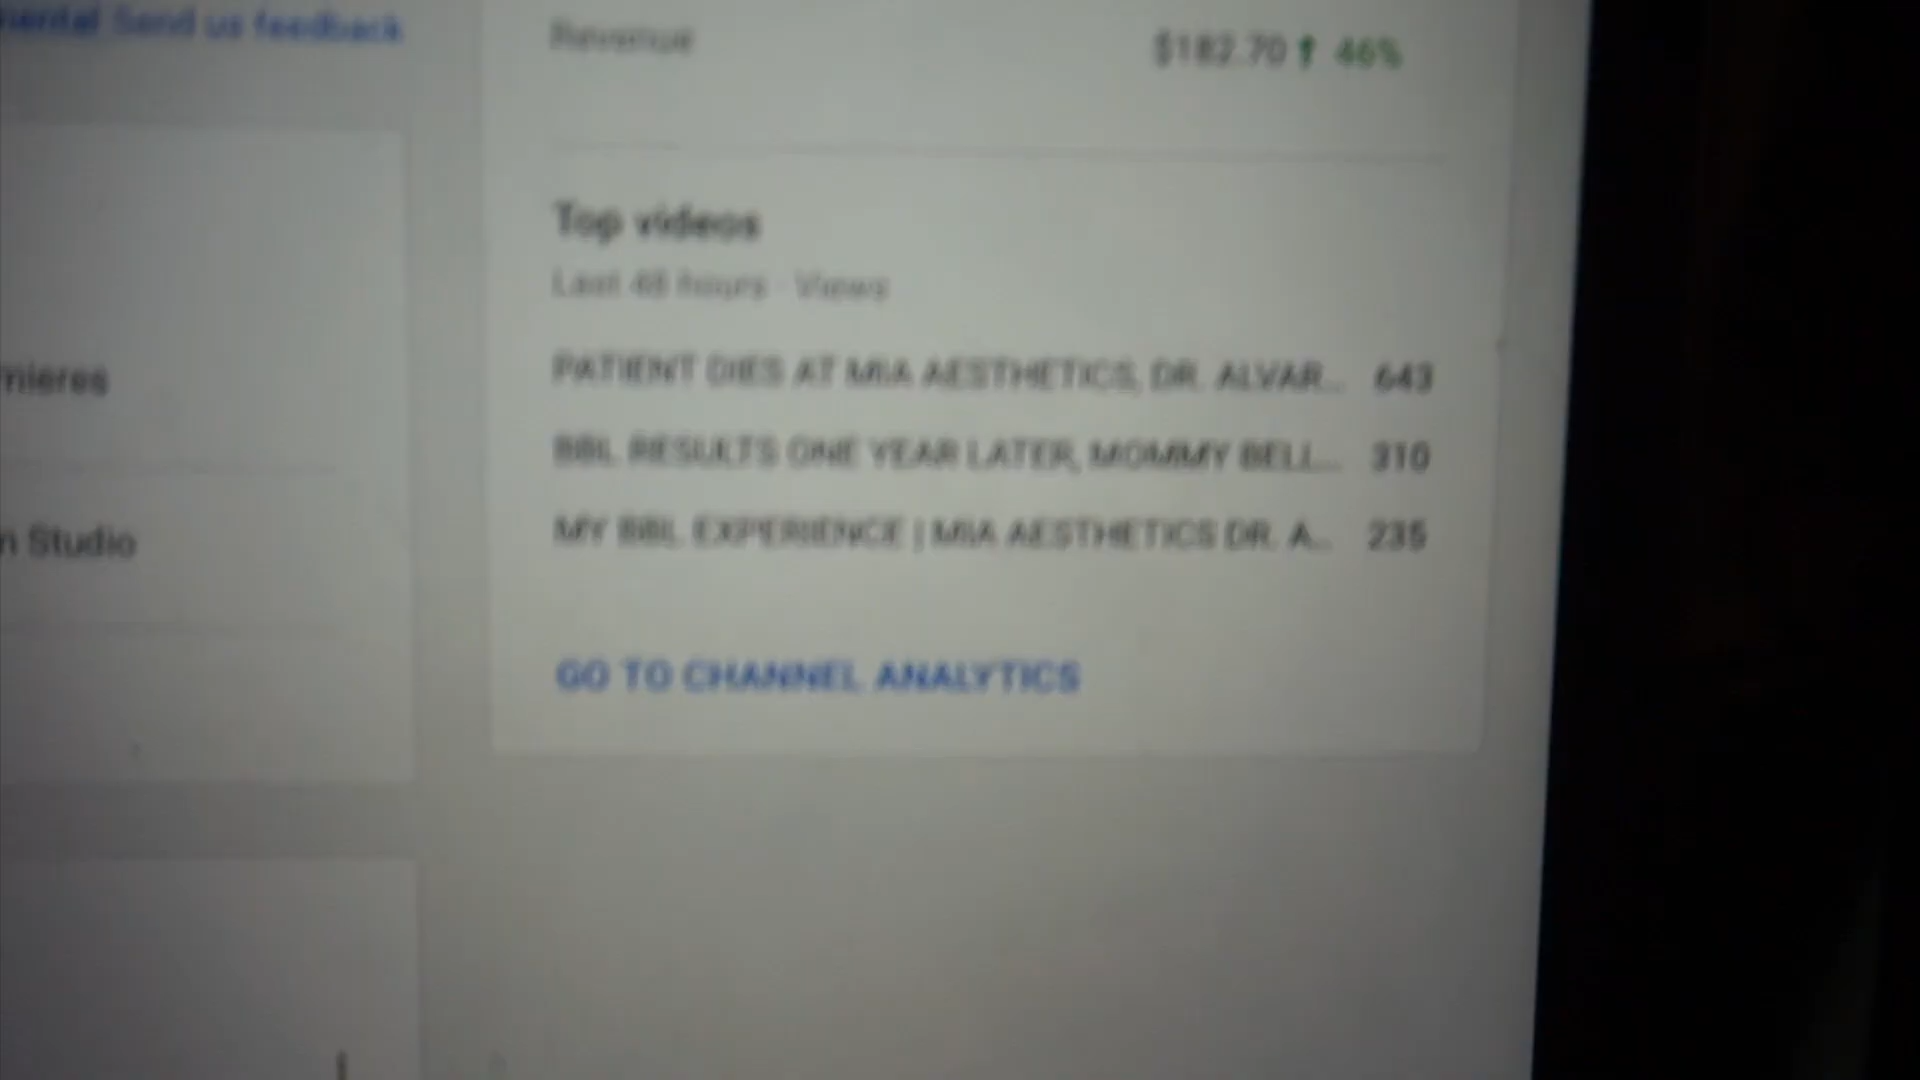 Send us feedback
Revenue $182.70 46%
Top videos
Last 48 hours · Views
mieres
PATIENT DIES AT MIA AESTHETICS, DR. ALVAR... 643
BBL RESULTS ONE YEAR LATER, MOMMY BELL... 310
n Studio
MY BBL EXPERIENCE | MIA AESTHETICS DR. A... 235
GO TO CHANNEL ANALYTICS